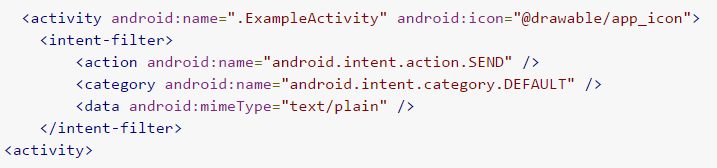 <activity android:name=".ExampleActivity" android:icon="@drawable/app_icon">
<intent-filter>
<action android:name="android.intent.action.SEND" />
<category android:name="android.intent.category.DEFAULT" />
<data android:mimeType="text/plain" />
</intent-filter>
<activity>